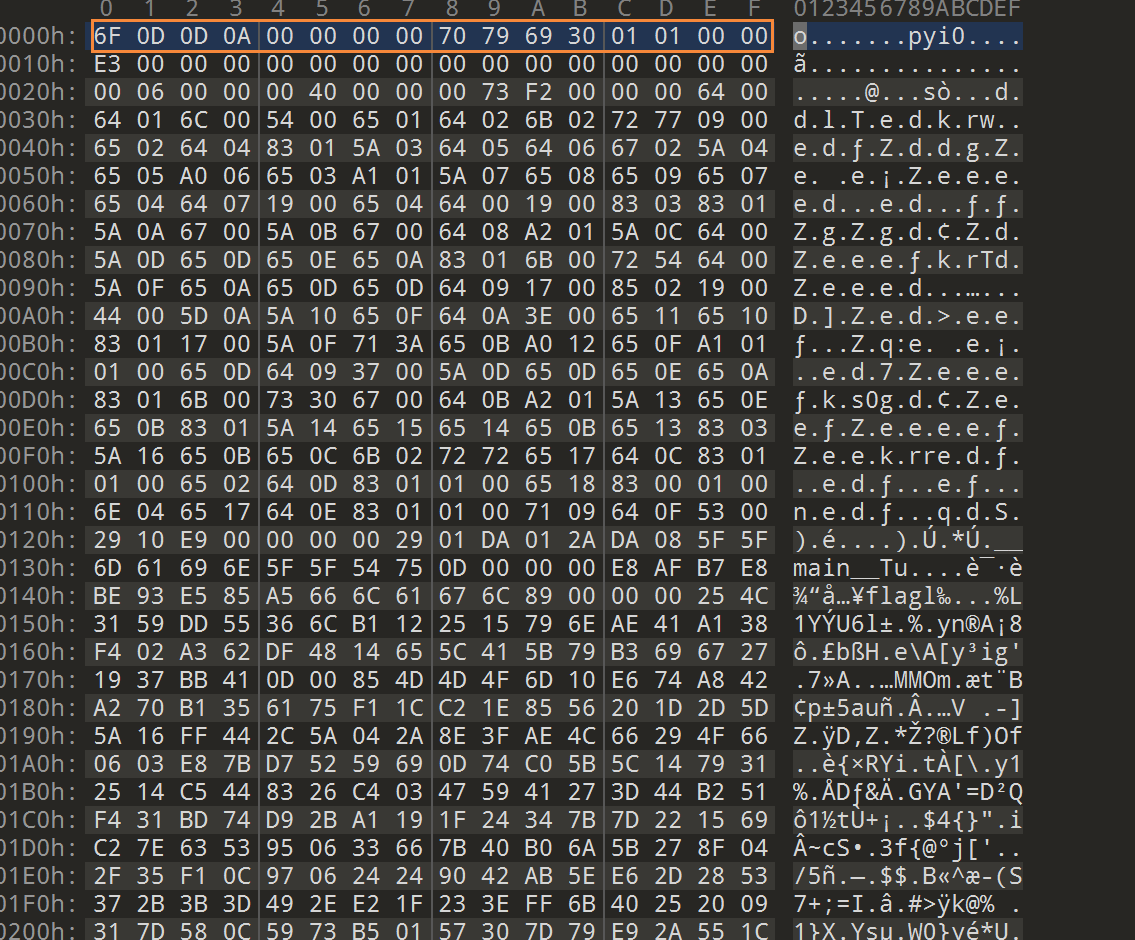 0 1 2 3 4 5 6 7 8 9 A B C D E F 0123456789ABCDEF
0000h: 6F 0D 0D 0A 00 00 00 00 70 79 69 30 01 01 00 00 o.......pyi0....
0010h: E3 00 00 00 00 00 00 00 00 00 00 00 00 00 00 00 ã...............
0020h: 00 06 00 00 00 40 00 00 00 73 F2 00 00 00 64 00 .....@...sò...d.
0030h: 64 01 6C 00 54 00 65 01 64 02 6B 02 72 77 09 00 d.l.T.e.d.k.rw..
0040h: 65 02 64 04 83 01 5A 03 64 05 64 06 67 02 5A 04 e.d.ƒ.Z.d.d.g.Z.
0050h: 65 05 A0 06 65 03 A1 01 5A 07 65 08 65 09 65 07 e. .e.¡.Z.e.e.e.
0060h: 65 04 64 07 19 00 65 04 64 00 19 00 83 03 83 01 e.d...e.d...ƒ.ƒ.
0070h: 5A 0A 67 00 5A 0B 67 00 64 08 A2 01 5A 0C 64 00 Z.g.Z.g.d.¢.Z.d.
0080h: 5A 0D 65 0D 65 0E 65 0A 83 01 6B 00 72 54 64 00 Z.e.e.e.ƒ.k.rTd.
0090h: 5A 0F 65 0A 65 0D 65 0D 64 09 17 00 85 02 19 00 Z.e.e.e.d...…...
00A0h: 44 00 5D 0A 5A 10 65 0F 64 0A 3E 00 65 11 65 10 D.].Z.e.d.>.e.e.
00B0h: 83 01 17 00 5A 0F 71 3A 65 0B A0 12 65 0F A1 01 ƒ...Z.q:e. .e.¡.
00C0h: 01 00 65 0D 64 09 37 00 5A 0D 65 0D 65 0E 65 0A ..e.d.7.Z.e.e.e.
00D0h: 83 01 6B 00 73 30 67 00 64 0B A2 01 5A 13 65 0E ƒ.k.s0g.d.¢.Z.e.
00E0h: 65 0B 83 01 5A 14 65 15 65 14 65 0B 65 13 83 03 e.ƒ.Z.e.e.e.e.ƒ.
00F0h: 5A 16 65 0B 65 0C 6B 02 72 72 65 17 64 0C 83 01 Z.e.e.k.rre.d.ƒ.
0100h: 01 00 65 02 64 0D 83 01 01 00 65 18 83 00 01 00 ..e.d.ƒ...e.ƒ...
0110h: 6E 04 65 17 64 0E 83 01 01 00 71 09 64 0F 53 00 n.e.d.ƒ...q.d.S.
0120h: 29 10 E9 00 00 00 00 29 01 DA 01 2A DA 08 5F 5F ).é....).Ú.*Ú.__
0130h: 6D 61 69 6E 5F 5F 54 75 0D 00 00 00 E8 AF B7 E8 main__Tu....è¯·è
0140h: BE 93 E5 85 A5 66 6C 61 67 6C 89 00 00 00 25 4C ¾“å…¥flagl‰...%L
0150h: 31 59 DD 55 36 6C B1 12 25 15 79 6E AE 41 A1 38 1YÝU6l±.%.yn®A¡8
0160h: F4 02 A3 62 DF 48 14 65 5C 41 5B 79 B3 69 67 27 ô.£bßH.e\A[y³ig'
0170h: 19 37 BB 41 0D 00 85 4D 4D 4F 6D 10 E6 74 A8 42 .7»A..…MMOm.æt¨B
0180h: A2 70 B1 35 61 75 F1 1C C2 1E 85 56 20 1D 2D 5D ¢p±5auñ.Â.…V .-]
0190h: 5A 16 FF 44 2C 5A 04 2A 8E 3F AE 4C 66 29 4F 66 Z.ÿD,Z.*Ž?®Lf)Of
01A0h: 06 03 E8 7B D7 52 59 69 0D 74 C0 5B 5C 14 79 31 ..è{×RYi.tÀ[\.y1
01B0h: 25 14 C5 44 83 26 C4 03 47 59 41 27 3D 44 B2 51 %.ÅDƒ&Ä.GYA'=D²Q
01C0h: F4 31 BD 74 D9 2B A1 19 1F 24 34 7B 7D 22 15 69 ô1½tÙ+¡..$4{}".i
01D0h: C2 7E 63 53 95 06 33 66 7B 40 B0 6A 5B 27 8F 04 Â~cS•.3f{@°j['..
01E0h: 2F 35 F1 0C 97 06 24 24 90 42 AB 5E E6 2D 28 53 /5ñ.—.$$.B«^æ-(S
01F0h: 37 2B 3B 3D 49 2E E2 1F 23 3E FF 6B 40 25 20 09 7+;=I.â.#>ÿk@% .
0200h: 31 7D 58 0C 59 73 B5 01 57 30 7D 79 E9 2A 55 1C 1}X.Ysµ.W0}yé*U.